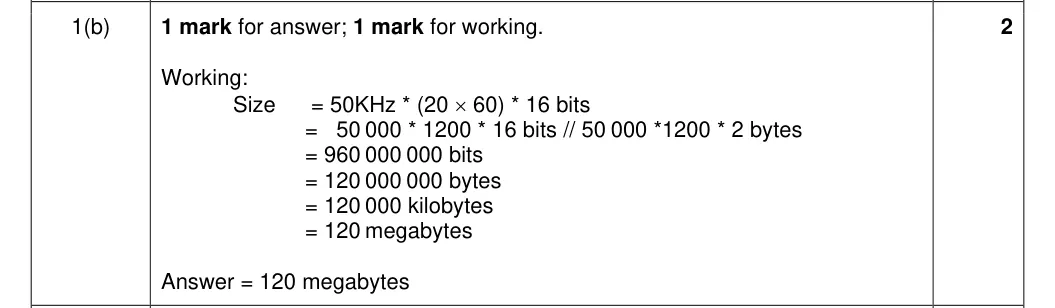 1(b) 1 mark for answer; 1 mark for working. 2
Working:
Size = 50KHz * (20 × 60) * 16 bits
= 50 000 * 1200 * 16 bits // 50 000 *1200 * 2 bytes
= 960 000 000 bits
= 120 000 000 bytes
= 120 000 kilobytes
= 120 megabytes
Answer = 120 megabytes